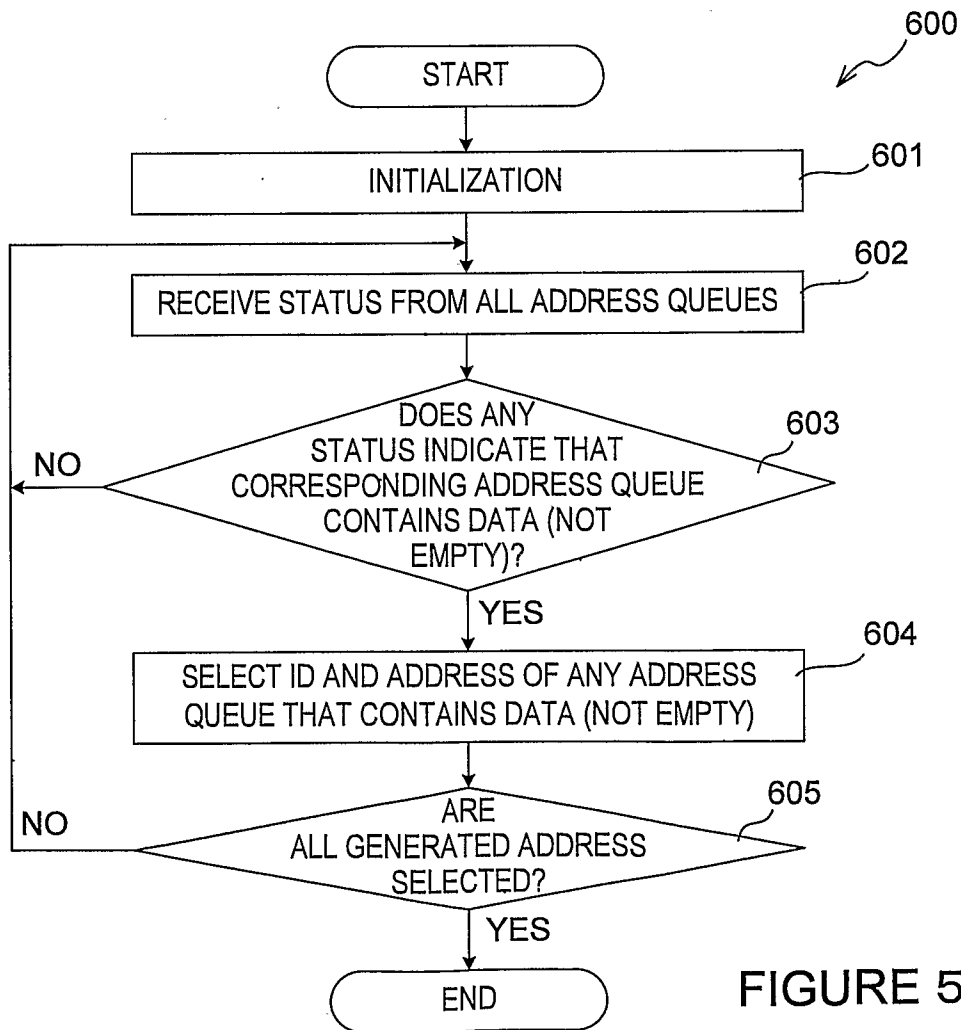 600
START
INITIALIZATION
601
602
RECEIVE STATUS FROM ALL ADDRESS QUEUES
DOES ANY
STATUS INDICATE THAT
CORRESPONDING ADDRESS QUEUE
CONTAINS DATA (NOT
EMPTY)?
603
NO
YES
604
SELECT ID AND ADDRESS OF ANY ADDRESS
QUEUE THAT CONTAINS DATA (NOT EMPTY)
605
NO
ARE
ALL GENERATED ADDRESS
SELECTED?
YES
END
FIGURE 5